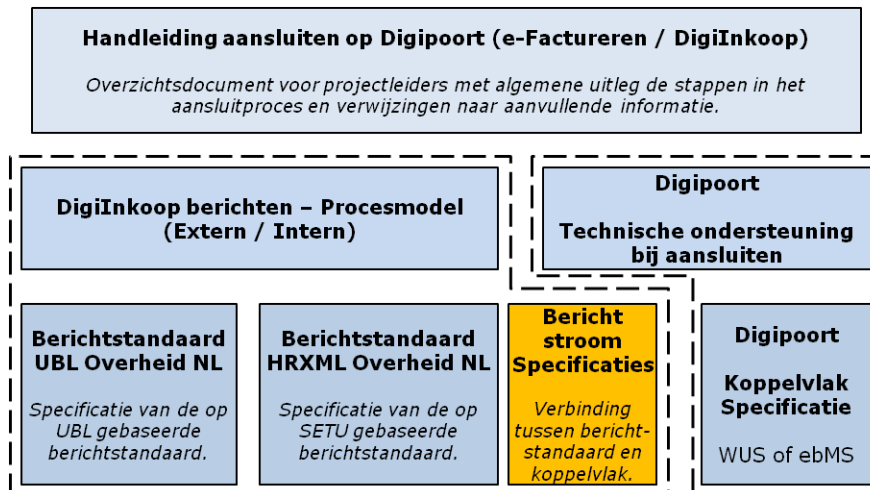 Handleiding aansluiten op Digipoort (e-Factureren / DigiInkoop)
Overzichtsdocument voor projectleiders met algemene uitleg de stappen in het
aansluitproces en verwijzingen naar aanvullende informatie.
DigiInkoop berichten – Procesmodel
(Extern / Intern)
Digipoort
Technische ondersteuning
bij aansluiten
Berichtstandaard
UBL Overheid NL
Specificatie van de op
UBL gebaseerde
berichtstandaard.
Berichtstandaard
HRXML Overheid NL
Specificatie van de op
SETU gebaseerde
berichtstandaard.
Bericht
stroom
Specificaties
Verbinding
tussen bericht-
standaard en
koppelvlak.
Digipoort
Koppelvlak
Specificatie
WUS of ebMS